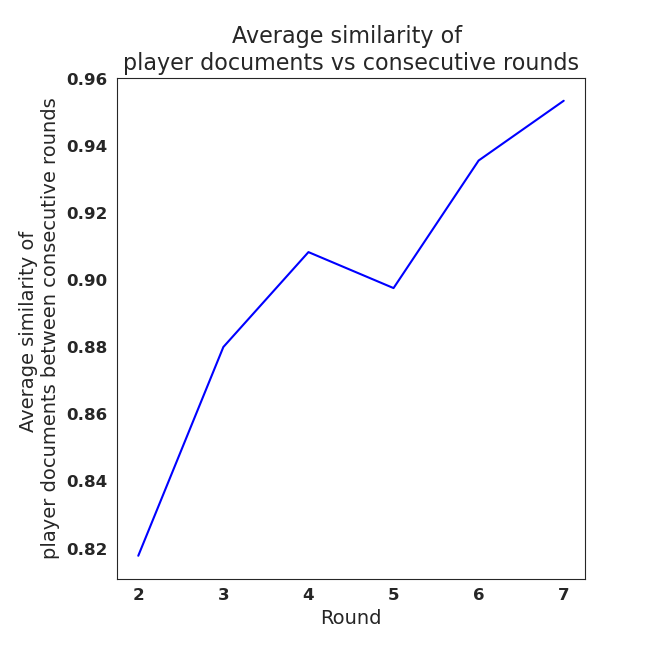 Average similarity of
player documents vs consecutive rounds
Average similarity of
player documents between consecutive rounds
0.96
0.94
0.92
0.90
0.88
0.86
0.84
0.82
2 3 4 5 6 7
Round